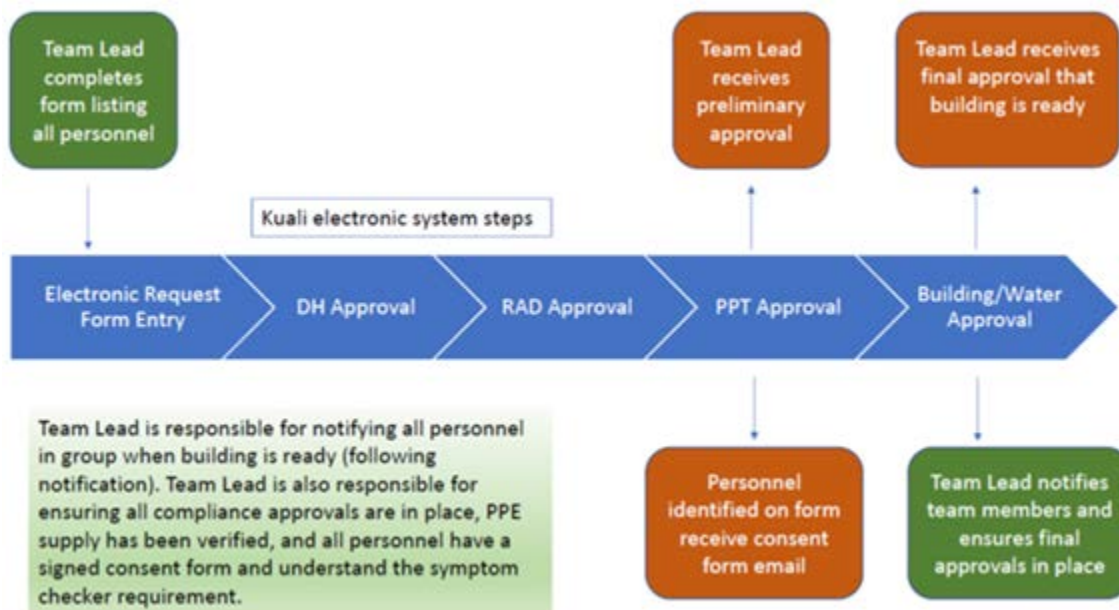 Team Lead
completes
form listing
all personnel
Team Lead
receives
preliminary
approval
Team Lead receives
final approval that
building is ready
Kuali electronic system steps
Electronic Request
Form Entry
DH Approval
RAD Approval
PPT Approval
Building/Water
Approval
Team Lead is responsible for notifying all personnel
in group when building is ready (following
notification). Team Lead is also responsible for
ensuring all compliance approvals are in place, PPE
supply has been verified, and all personnel have a
signed consent form and understand the symptom
checker requirement.
Personnel
identified on form
receive consent
form email
Team Lead notifies
team members and
ensures final
approvals in place